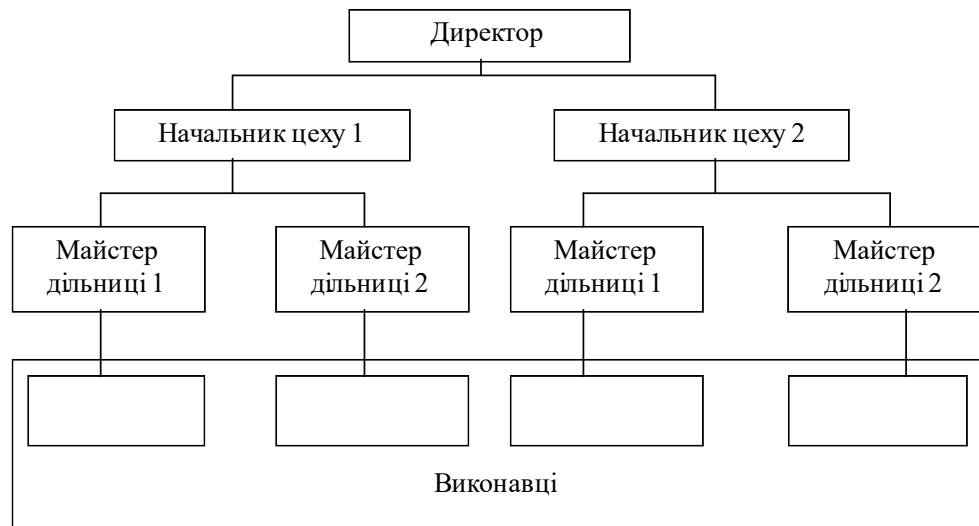 Директор
Начальник цеху 1
Начальник цеху 2
Майстер
дільниці 1
Майстер
дільниці 2
Майстер
дільниці 1
Майстер
дільниці 2
Виконавці